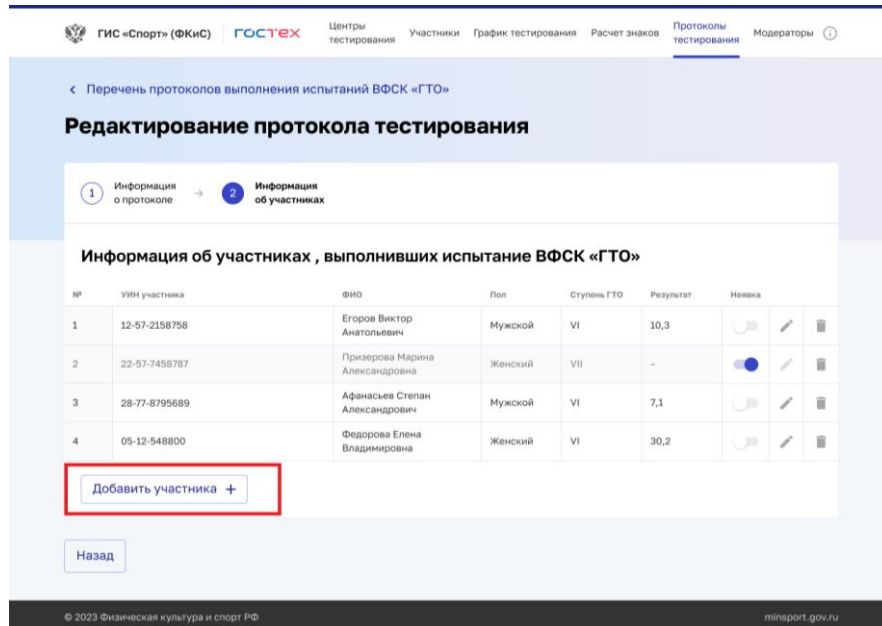 ГИС «Спорт» (ФКиС) ГОСТЕХ Центры тестирования Участники График тестирования Расчет знаков Протоколы тестирования Модераторы
Перечень протоколов выполнения испытаний ВФСК «ГТО»
Редактирование протокола тестирования
1 Информация о протоколе → 2 Информация об участниках
Информация об участниках , выполнивших испытание ВФСК «ГТО»
№ УИН участника ФИО Пол Ступень ГТО Результат Неявка
1 12-57-2158758 Егоров Виктор Анатольевич Мужской VI 10,3
2 22-57-7458787 Призерова Марина Александровна Женский VII –
3 28-77-8795689 Афанасьев Степан Александрович Мужской VI 7,1
4 05-12-548800 Федорова Елена Владимировна Женский VI 30,2
Добавить участника +
Назад
© 2023 Физическая культура и спорт РФ minsport.gov.ru